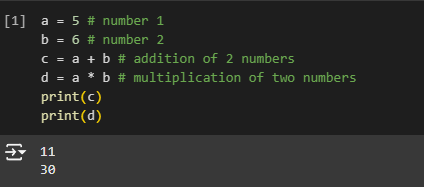 [1] a = 5 # number 1
b = 6 # number 2
c = a + b # addition of 2 numbers
d = a * b # multiplication of two numbers
print(c)
print(d)
11
30